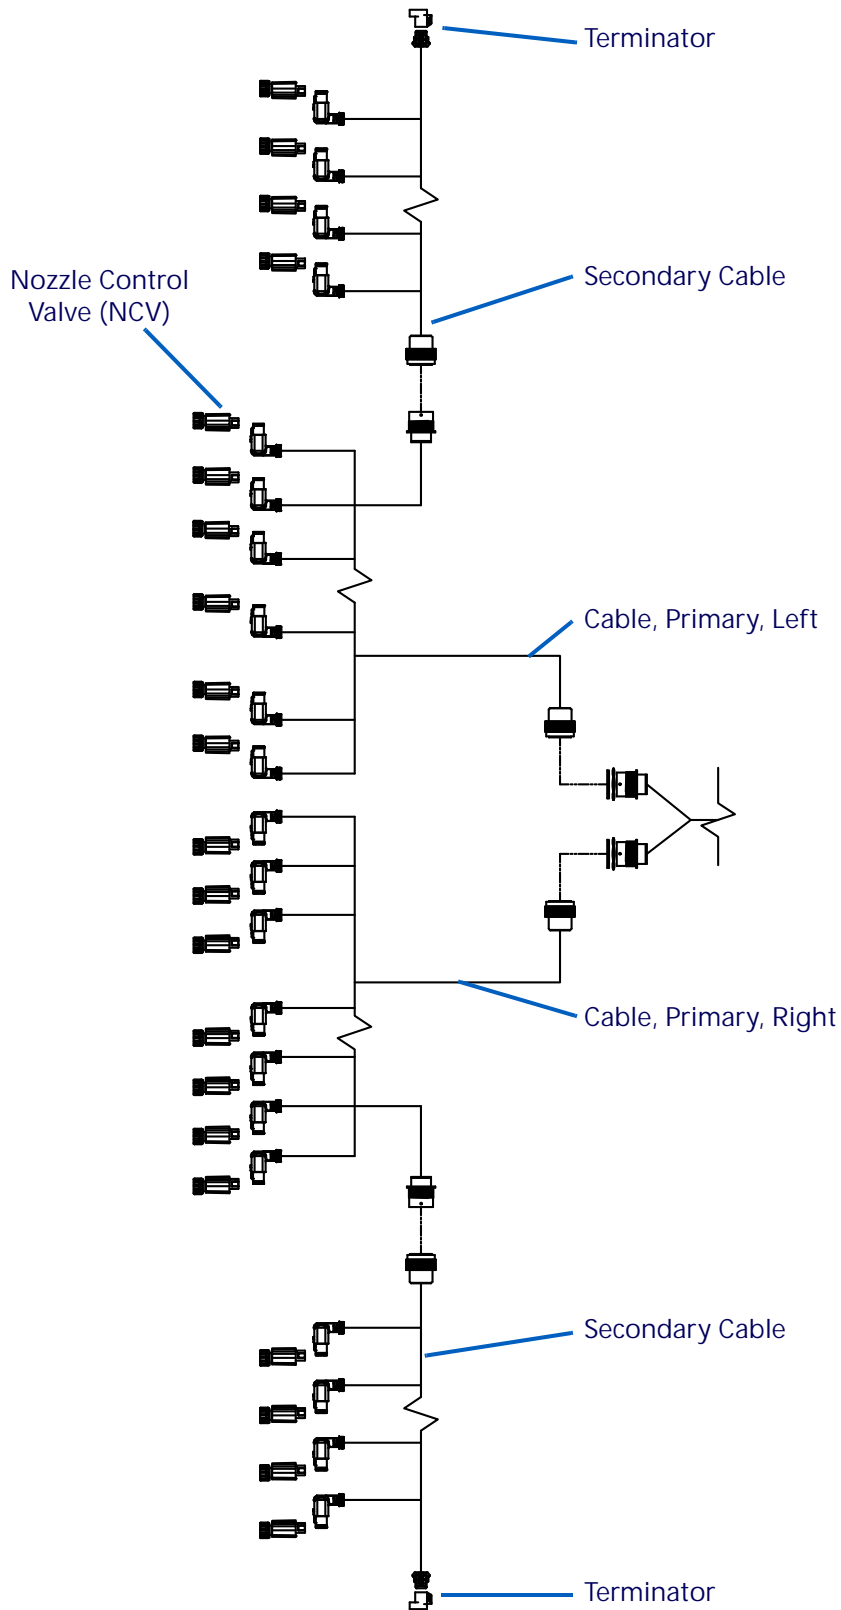 Terminator
Secondary Cable
Nozzle Control
Valve (NCV)
Cable, Primary, Left
Cable, Primary, Right
Secondary Cable
Terminator